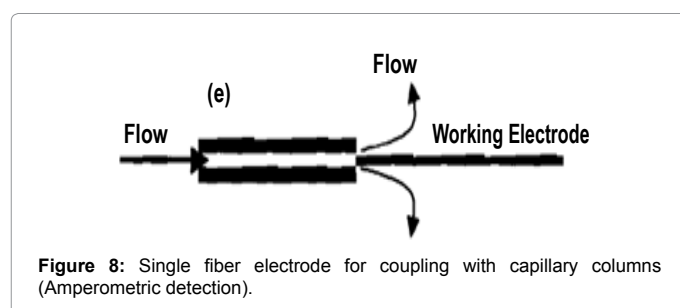 Flow
(e)
Flow
Working Electrode
Figure 8: Single fiber electrode for coupling with capillary columns
(Amperometric detection).